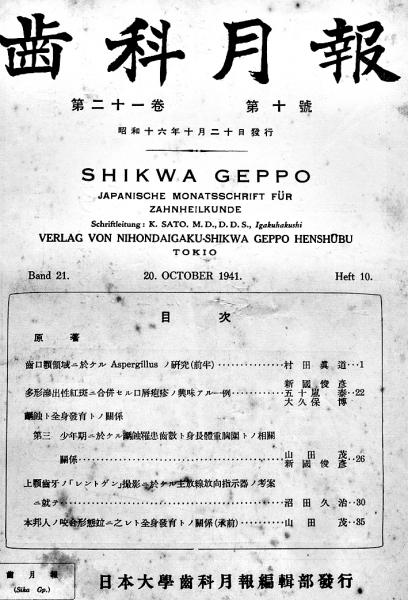 歯科月報
第二十一巻 第十號
昭和十六年十月二十日發行
SHIKWA GEPPO
JAPANISCHE MONATSSCHRIFT FÜR
ZAHNHEILKUNDE
Schriftleitung: K. SATO, M.D., D.D.S., Igakuhakushi
VERLAG VON NIHONDAIGAKU-SHIKWA GEPPO HENSHŪBU
TOKIO
Band 21. 20. OCTOBER 1941. Heft 10.
目次
原著
齒口顎領域ニ於ケル Aspergillus ノ硏究(前半)……村田眞道…1
新國俊彦
多形滲出性紅斑ニ合併セル口唇疱疹ノ興味アル一例……五十嵐泰…22
大久保博
齲蝕ト全身發育トノ關係
第三 少年期ニ於ケル齲蝕罹患齒數ト身長體重胸圍トノ相關
關係……山田茂…26
新國俊彦
上顎齒牙ノ「レントゲン」撮影ニ於ケル主放線放向指示器ノ考案
ニ就テ……沼田久治…30
本邦人ノ咬合形態竝ニ之レト全身發育トノ關係(承前)……山田茂…35
齒月報
(Sika Gp.)
日本大學齒科月報編輯部發行